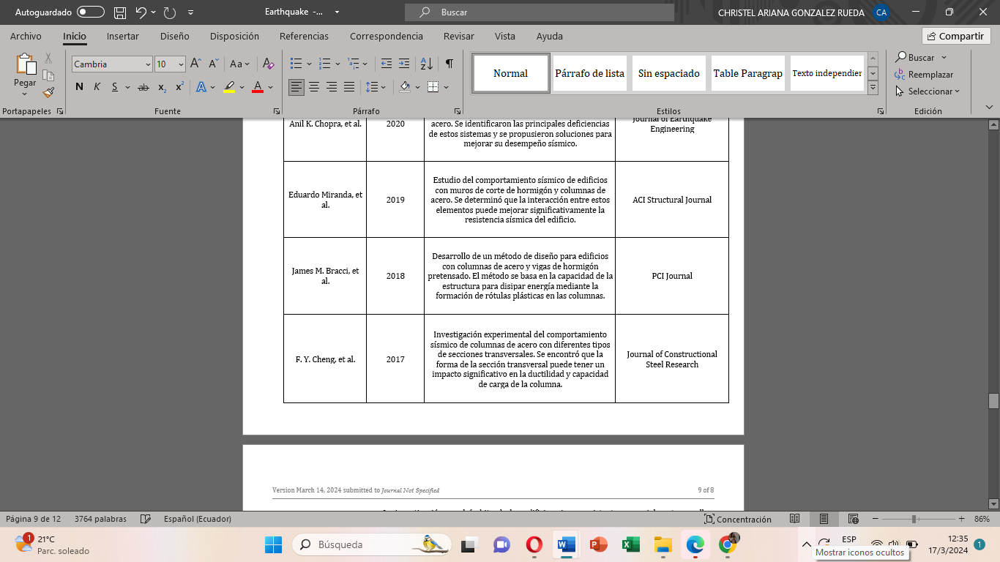 Autoguardado
Earthquake -...
Buscar
CHRISTEL ARIANA GONZALEZ RUEDA
CA
Archivo
Inicio
Insertar
Diseño
Disposición
Referencias
Correspondencia
Revisar
Vista
Ayuda
Compartir
Pegar
Portapapeles
Cambria
10
Aa
N K S ab x₂ x² A A
Fuente
Párrafo
Normal
Párrafo de lista
Sin espaciado
Table Paragrap
Texto independier
Estilos
Buscar
Reemplazar
Seleccionar
Edición
Anil K. Chopra, et al.
2020
acero. Se identificaron las principales deficiencias
de estos sistemas y se propusieron soluciones para
mejorar su desempeño sísmico.
Journal of Earthquake
Engineering
Eduardo Miranda, et
al.
2019
Estudio del comportamiento sísmico de edificios
con muros de corte de hormigón y columnas de
acero. Se determinó que la interacción entre estos
elementos puede mejorar significativamente la
resistencia sísmica del edificio.
ACI Structural Journal
James M. Bracci, et
al.
2018
Desarrollo de un método de diseño para edificios
con columnas de acero y vigas de hormigón
pretensado. El método se basa en la capacidad de la
estructura para disipar energía mediante la
formación de rótulas plásticas en las columnas.
PCI Journal
F. Y. Cheng, et al.
2017
Investigación experimental del comportamiento
sísmico de columnas de acero con diferentes tipos
de secciones transversales. Se encontró que la
forma de la sección transversal puede tener un
impacto significativo en la ductilidad y capacidad
de carga de la columna.
Journal of Constructional
Steel Research
Version March 14, 2024 submitted to Journal Not Specified
9 of 8
Página 9 de 12
3764 palabras
Español (Ecuador)
Concentración
86%
1
21°C
Parc. soleado
Búsqueda
ESP
Mostrar iconos ocultos
12:35
17/3/2024
1